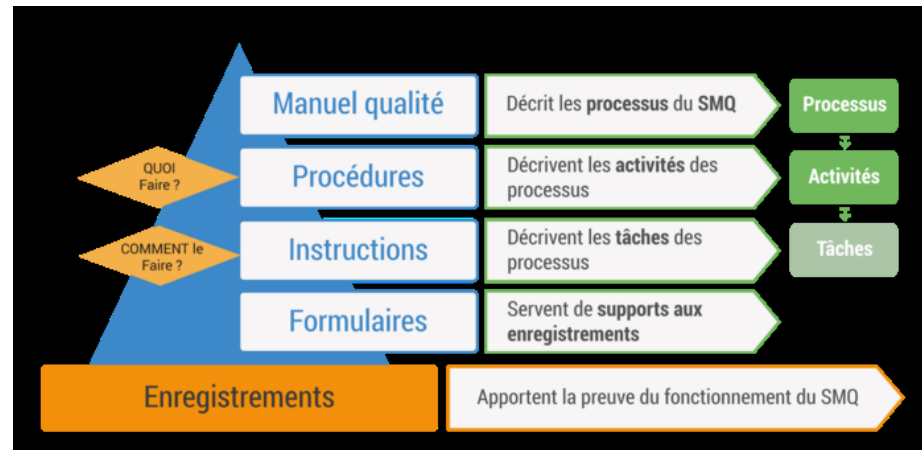 Manuel qualité
Décrit les processus du SMQ
Processus
QUOI
Faire ?
Procédures
Décrivent les activités des
processus
Activités
COMMENT le
Faire ?
Instructions
Décrivent les tâches des
processus
Tâches
Formulaires
Servent de supports aux
enregistrements
Enregistrements
Apportent la preuve du fonctionnement du SMQ